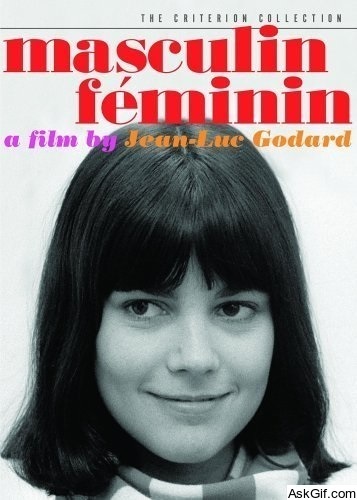 THE CRITERION COLLECTION
masculin
féminin
a film by Jean-Luc Godard
AskGif.com